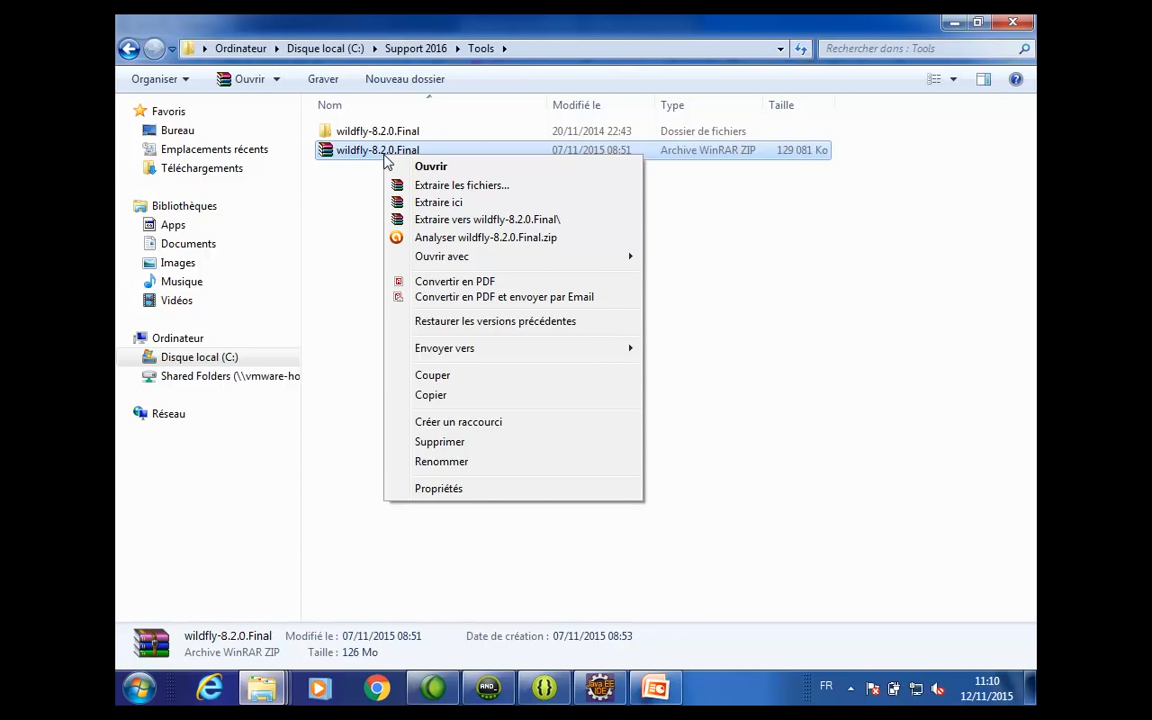 Ordinateur
Disque local (C:)
Support 2016
Tools
Rechercher dans : Tools
Organiser
Ouvrir
Graver
Nouveau dossier
Favoris
Bureau
Emplacements récents
Téléchargements
Bibliothèques
Apps
Documents
Images
Musique
Vidéos
Ordinateur
Disque local (C:)
Shared Folders (\\vmware-ho
Réseau
Nom
Modifié le
Type
Taille
wildfly-8.2.0.Final
20/11/2014 22:43
Dossier de fichiers
wildfly-8.2.0.Final
07/11/2015 08:51
Archive WinRAR ZIP
129 081 Ko
Ouvrir
Extraire les fichiers...
Extraire ici
Extraire vers wildfly-8.2.0.Final\
Analyser wildfly-8.2.0.Final.zip
Ouvrir avec
Convertir en PDF
Convertir en PDF et envoyer par Email
Restaurer les versions précédentes
Envoyer vers
Couper
Copier
Créer un raccourci
Supprimer
Renommer
Propriétés
wildfly-8.2.0.Final
Modifié le : 07/11/2015 08:51
Date de création : 07/11/2015 08:53
Archive WinRAR ZIP
Taille : 126 Mo
AND_
Java EE
IDE
FR
11:10
12/11/2015